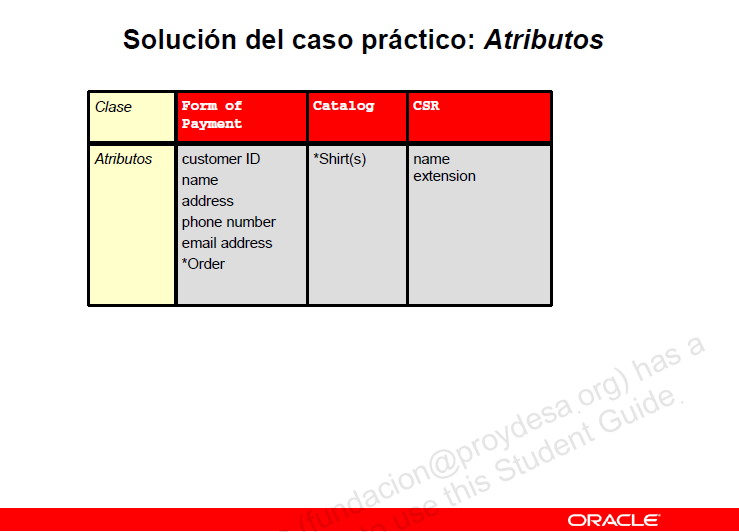 Solución del caso práctico: Atributos
Clase
Form of
Payment
Catalog
CSR
Atributos
customer ID
name
address
phone number
email address
*Order
*Shirt(s)
name
extension
(fundacion@proydesa.org) has a
to use this Student Guide.
ORACLE